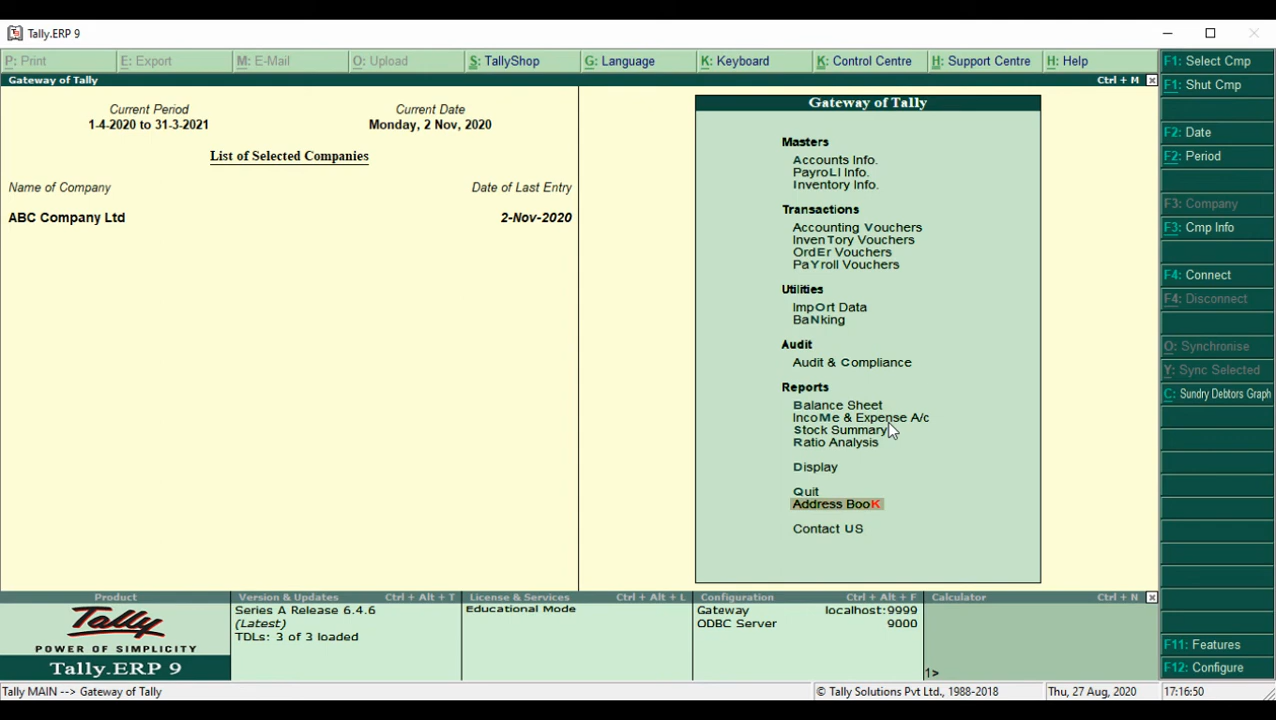 Tally.ERP 9
P: Print
E: Export
M: E-Mail
O: Upload
S: TallyShop
G: Language
K: Keyboard
K: Control Centre
H: Support Centre
H: Help
Gateway of Tally
Ctrl + M
Current Period
1-4-2020 to 31-3-2021
Current Date
Monday, 2 Nov, 2020
List of Selected Companies
Name of Company
Date of Last Entry
ABC Company Ltd
2-Nov-2020
Gateway of Tally
Masters
Accounts Info.
PayroLl Info.
Inventory Info.
Transactions
Accounting Vouchers
InvenTory Vouchers
OrdEr Vouchers
PaYroll Vouchers
Utilities
ImpOrt Data
BaNking
Audit
Audit & Compliance
Reports
Balance Sheet
IncoMe & Expense A/c
Stock Summary
Ratio Analysis
Display
Quit
Address BooK
Contact US
F1: Select Cmp
F1: Shut Cmp
F2: Date
F2: Period
F3: Company
F3: Cmp Info
F4: Connect
F4: Disconnect
O: Synchronise
Y: Sync Selected
C: Sundry Debtors Graph
F11: Features
F12: Configure
Product
Tally
POWER OF SIMPLICITY
Tally.ERP 9
Version & Updates
Ctrl + Alt + T
Series A Release 6.4.6
(Latest)
TDLs: 3 of 3 loaded
License & Services
Ctrl + Alt + L
Educational Mode
Configuration
Ctrl + Alt + F
Gateway
localhost:9999
ODBC Server
9000
Calculator
Ctrl + N
1>
Tally MAIN --> Gateway of Tally
© Tally Solutions Pvt Ltd., 1988-2018
Thu, 27 Aug, 2020
17:16:50